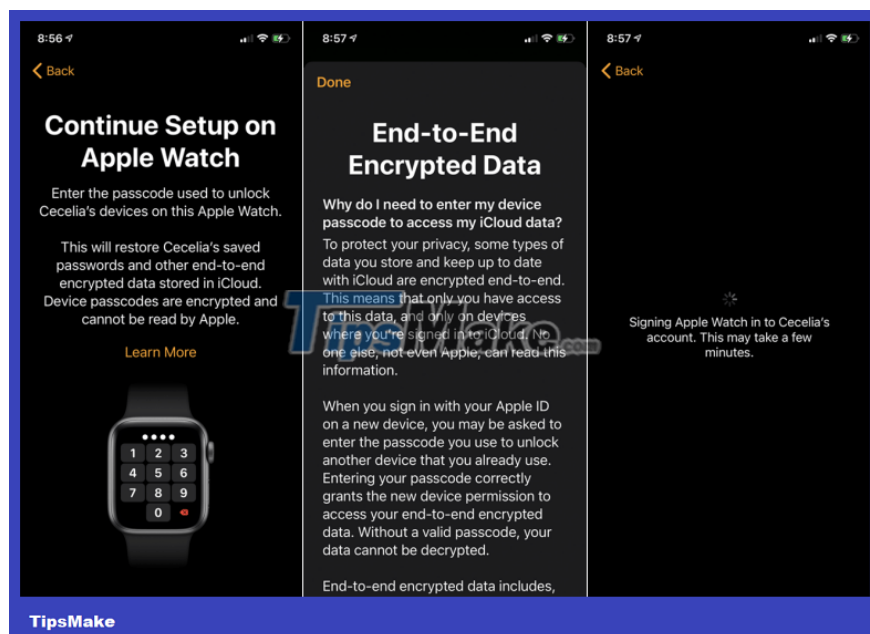 8:56
Back
Continue Setup on
Apple Watch
Enter the passcode used to unlock
Cecelia's devices on this Apple Watch.
This will restore Cecelia's saved
passwords and other end-to-end
encrypted data stored in iCloud.
Device passcodes are encrypted and
cannot be read by Apple.
Learn More
1 2 3
4 5 6
7 8 9
0
8:57
Done
End-to-End
Encrypted Data
Why do I need to enter my device
passcode to access my iCloud data?
To protect your privacy, some types of
data you store and keep up to date
with iCloud are encrypted end-to-end.
This means that only you have access
to this data, and only on devices
where you're signed in to iCloud. No
one else, not even Apple, can read this
information.
When you sign in with your Apple ID
on a new device, you may be asked to
enter the passcode you use to unlock
another device that you already use.
Entering your passcode correctly
grants the new device permission to
access your end-to-end encrypted
data. Without a valid passcode, your
data cannot be decrypted.
End-to-end encrypted data includes,
8:57
Back
Signing Apple Watch in to Cecelia's
account. This may take a few
minutes.
TipsMake.com
TipsMake